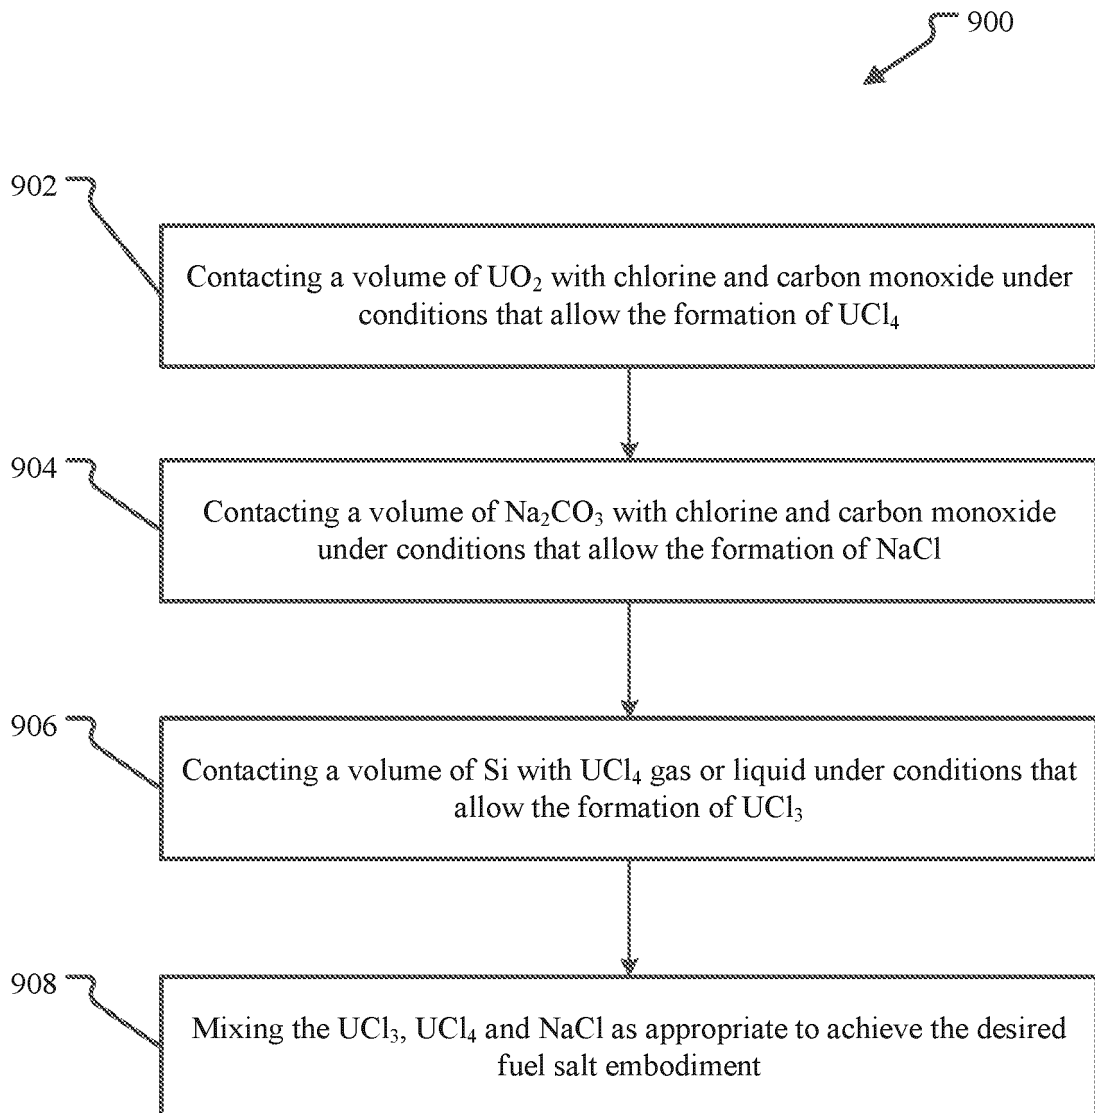 900
902
Contacting a volume of UO₂ with chlorine and carbon monoxide under
conditions that allow the formation of UCl₄
904
Contacting a volume of Na₂CO₃ with chlorine and carbon monoxide
under conditions that allow the formation of NaCl
906
Contacting a volume of Si with UCl₄ gas or liquid under conditions that
allow the formation of UCl₃
908
Mixing the UCl₃, UCl₄ and NaCl as appropriate to achieve the desired
fuel salt embodiment